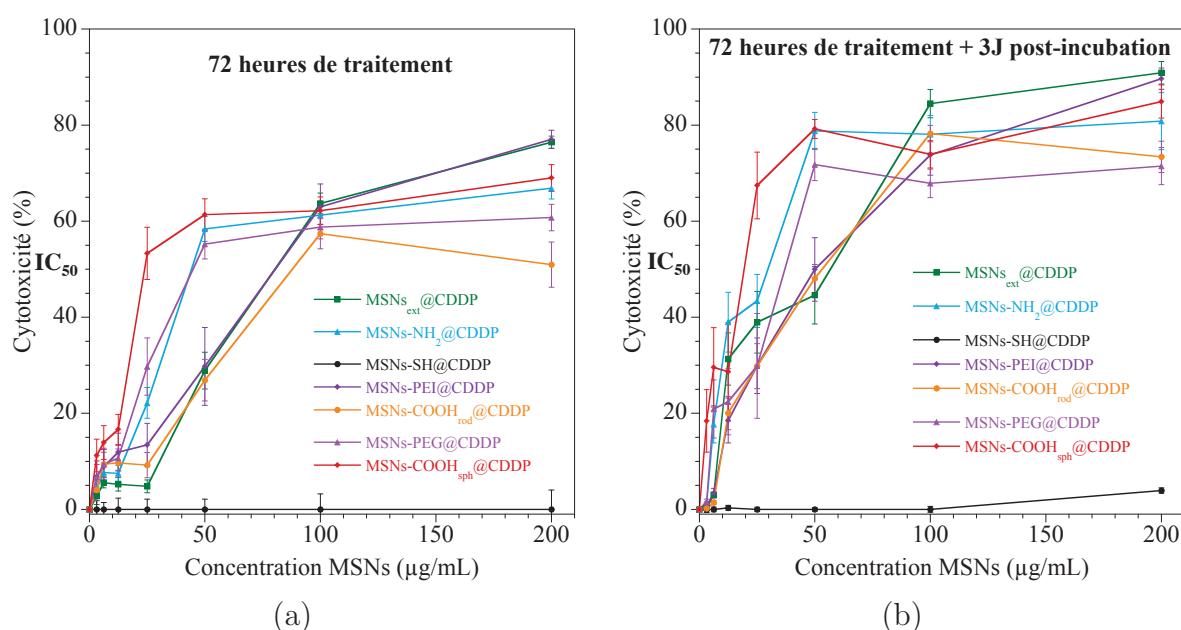 72 heures de traitement
Cytotoxicité (%)
IC50
100
80
60
40
20
0
MSNsext@CDDP
MSNs-NH2@CDDP
MSNs-SH@CDDP
MSNs-PEI@CDDP
MSNs-COOHrod@CDDP
MSNs-PEG@CDDP
MSNs-COOHsph@CDDP
0 50 100 150 200
Concentration MSNs (µg/mL)
(a)
72 heures de traitement + 3J post-incubation
Cytotoxicité (%)
IC50
100
80
60
40
20
0
MSNsext@CDDP
MSNs-NH2@CDDP
MSNs-SH@CDDP
MSNs-PEI@CDDP
MSNs-COOHrod@CDDP
MSNs-PEG@CDDP
MSNs-COOHsph@CDDP
0 50 100 150 200
Concentration MSNs (µg/mL)
(b)